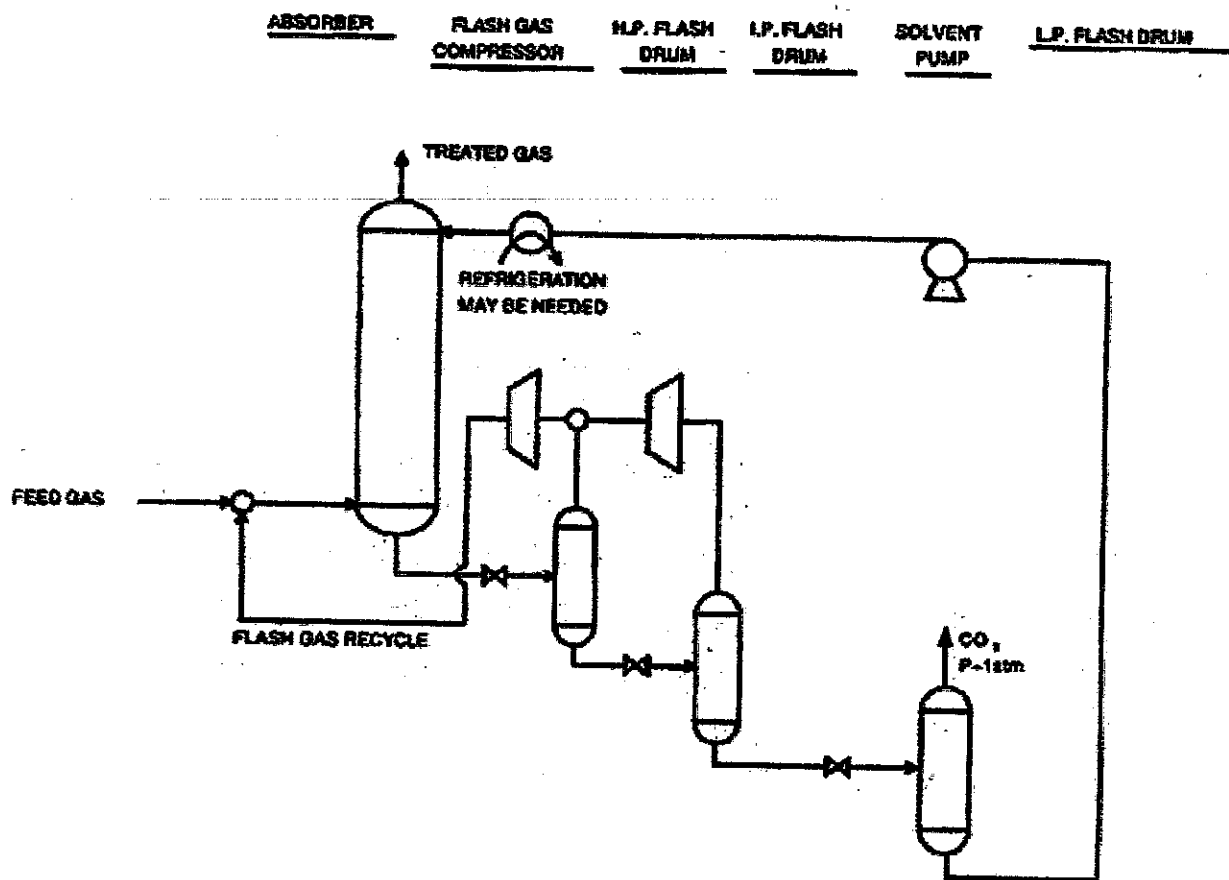 ABSORBER
FLASH GAS
COMPRESSOR
H.P. FLASH
DRUM
I.P. FLASH
DRUM
SOLVENT
PUMP
L.P. FLASH DRUM
TREATED GAS
REFRIGERATION
MAY BE NEEDED
FEED GAS
FLASH GAS RECYCLE
CO₂
P~1atm